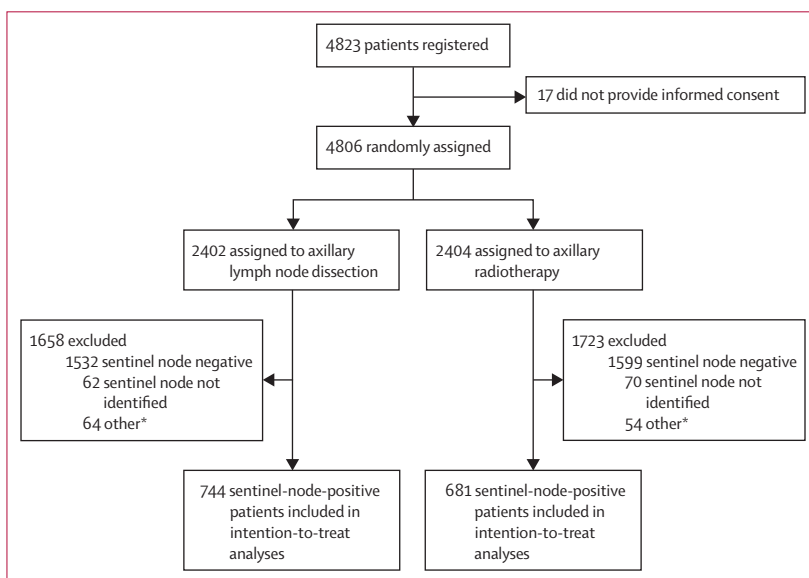 4823 patients registered
17 did not provide informed consent
4806 randomly assigned
2402 assigned to axillary
lymph node dissection
2404 assigned to axillary
radiotherapy
1658 excluded
1532 sentinel node negative
62 sentinel node not
identified
64 other*
1723 excluded
1599 sentinel node negative
70 sentinel node not
identified
54 other*
744 sentinel-node-positive
patients included in
intention-to-treat
analyses
681 sentinel-node-positive
patients included in
intention-to-treat
analyses